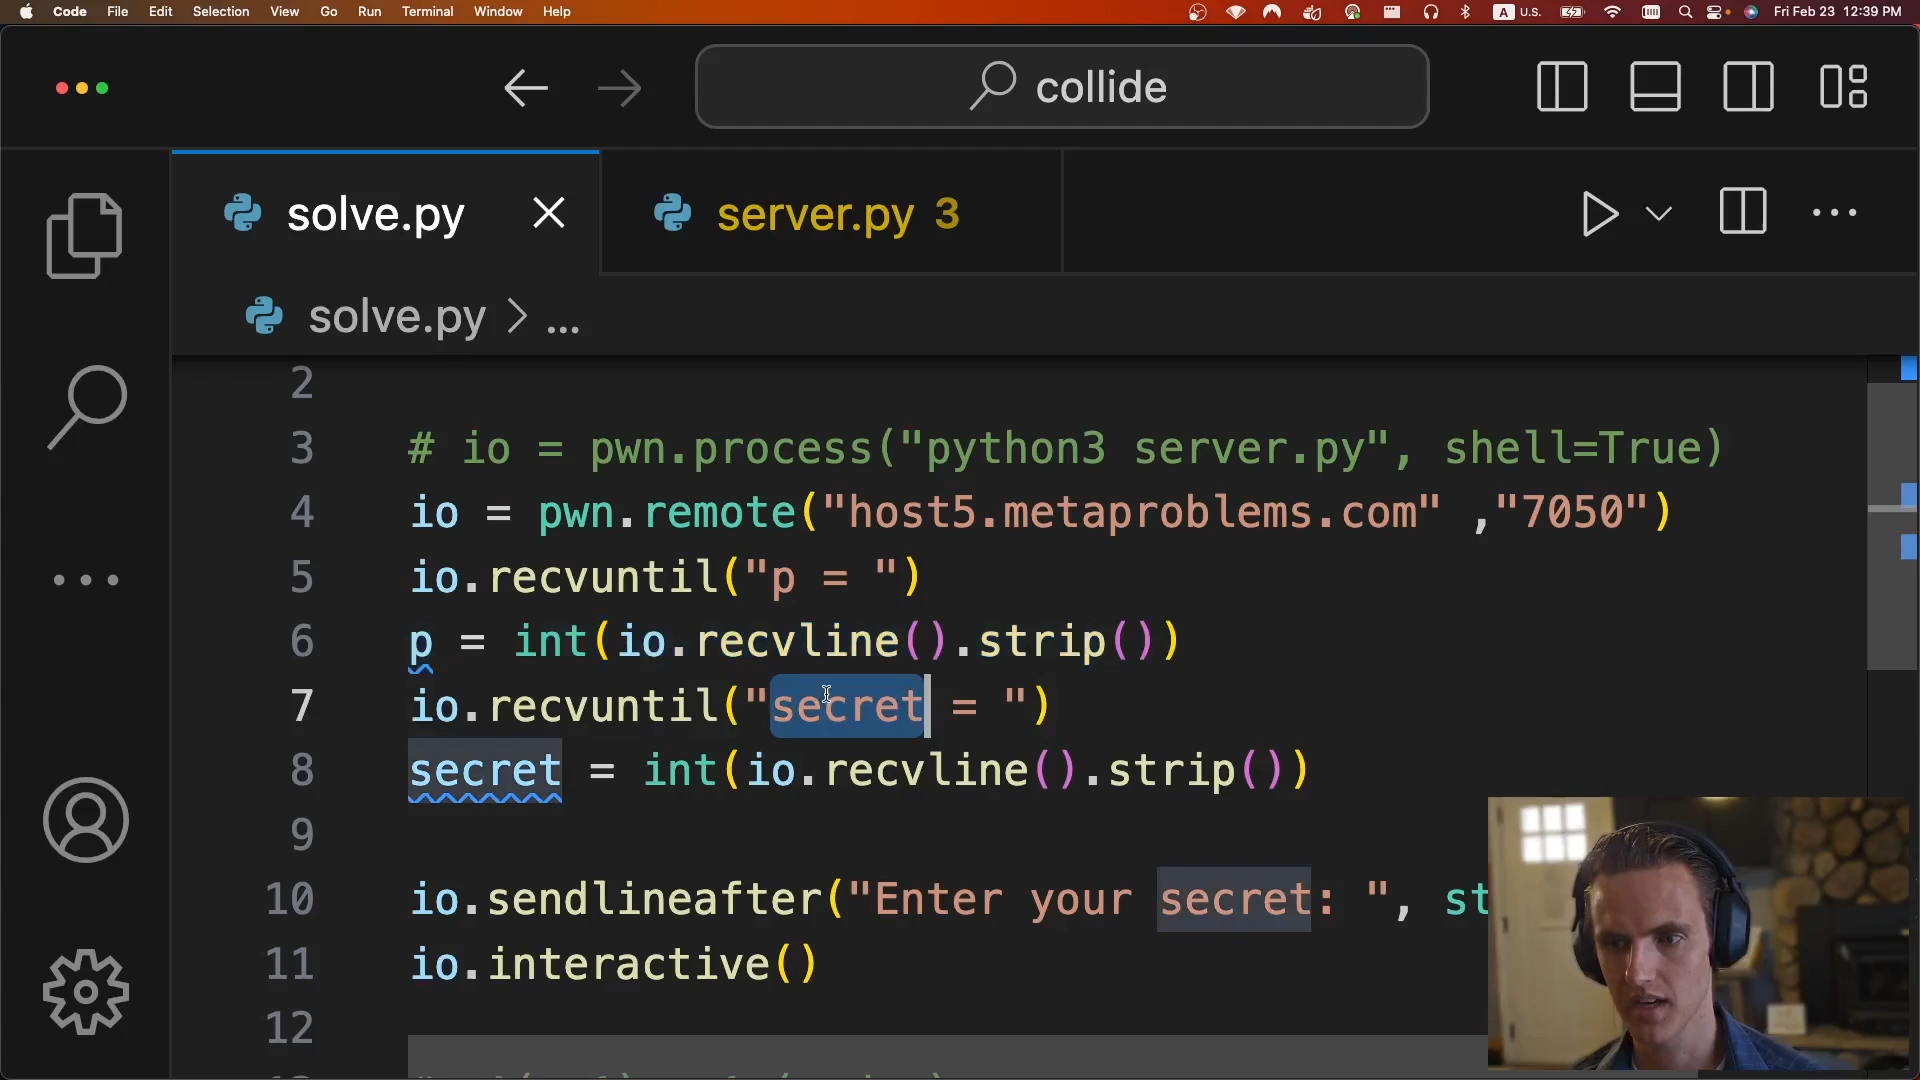 Code File Edit Selection View Go Run Terminal Window Help A U.S. Fri Feb 23 12:39 PM
collide
solve.py server.py 3
solve.py > ...
2
3 # io = pwn.process("python3 server.py", shell=True)
4 io = pwn.remote("host5.metaproblems.com" ,"7050")
5 io.recvuntil("p = ")
6 p = int(io.recvline().strip())
7 io.recvuntil("secret = ")
8 secret = int(io.recvline().strip())
9
10 io.sendlineafter("Enter your secret: ", st
11 io.interactive()
12